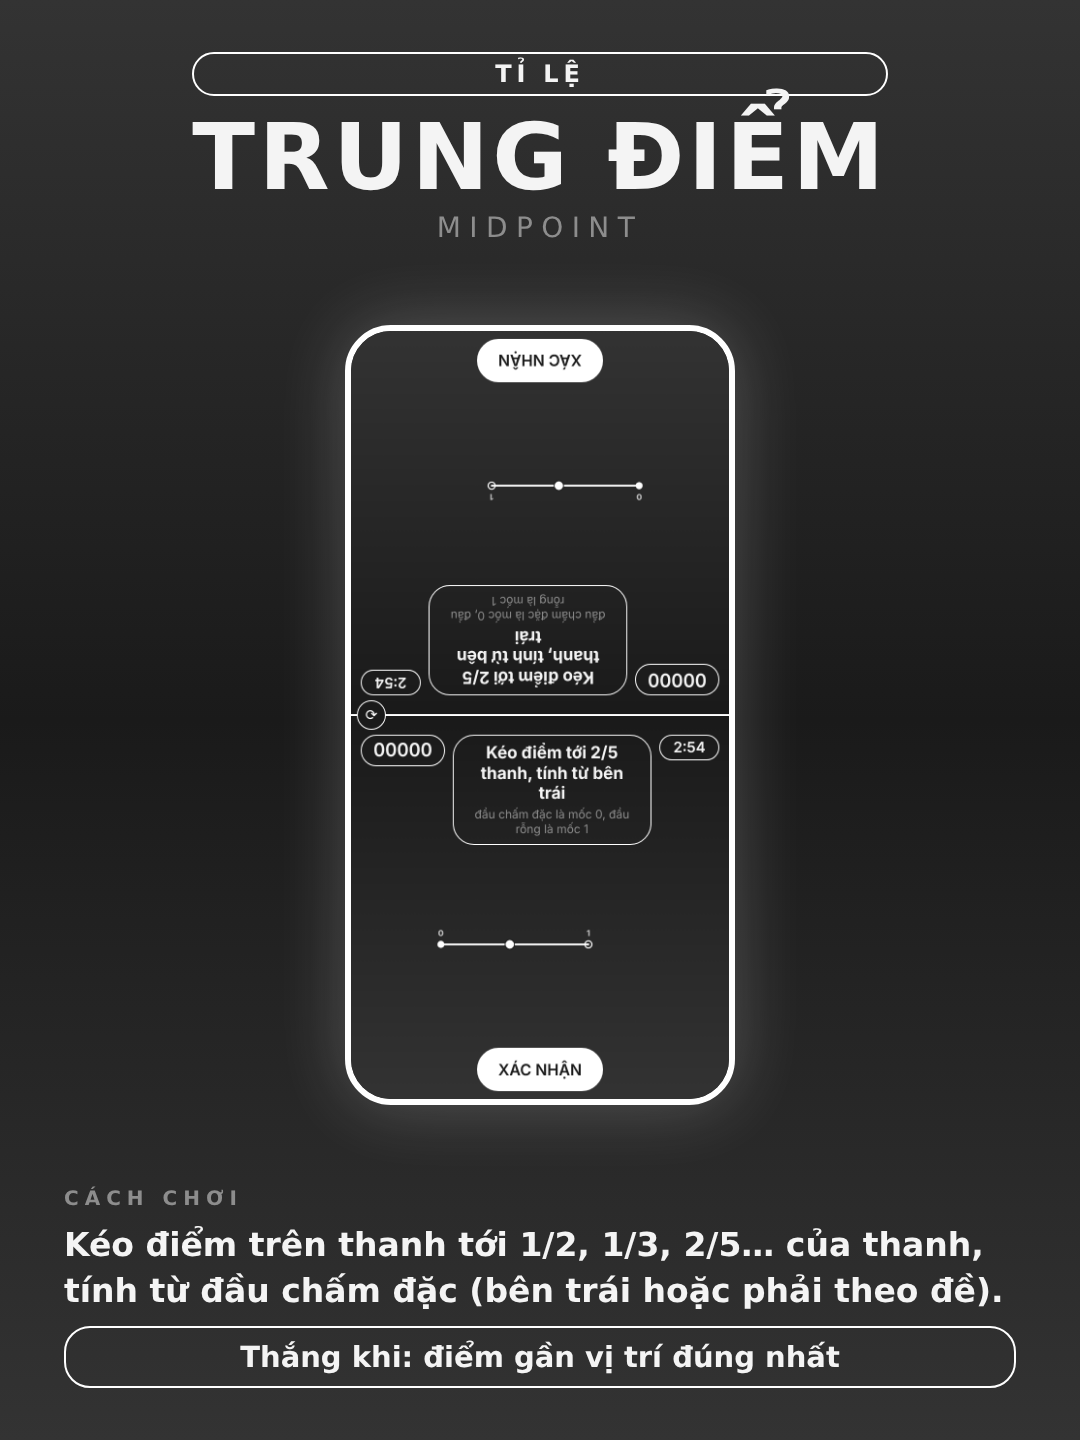 TỈ LỆ
TRUNG ĐIỂM
MIDPOINT
XÁC NHẬN
1
0
rỗng là mốc 1
đầu chấm đặc là mốc 0, đầu
trái
thanh, tính từ bên
Kéo điểm tới 2/5
2:54
00000
⟳
00000
Kéo điểm tới 2/5
thanh, tính từ bên
trái
2:54
đầu chấm đặc là mốc 0, đầu
rỗng là mốc 1
0
1
XÁC NHẬN
CÁCH CHƠI
Kéo điểm trên thanh tới 1/2, 1/3, 2/5… của thanh,
tính từ đầu chấm đặc (bên trái hoặc phải theo đề).
Thắng khi: điểm gần vị trí đúng nhất